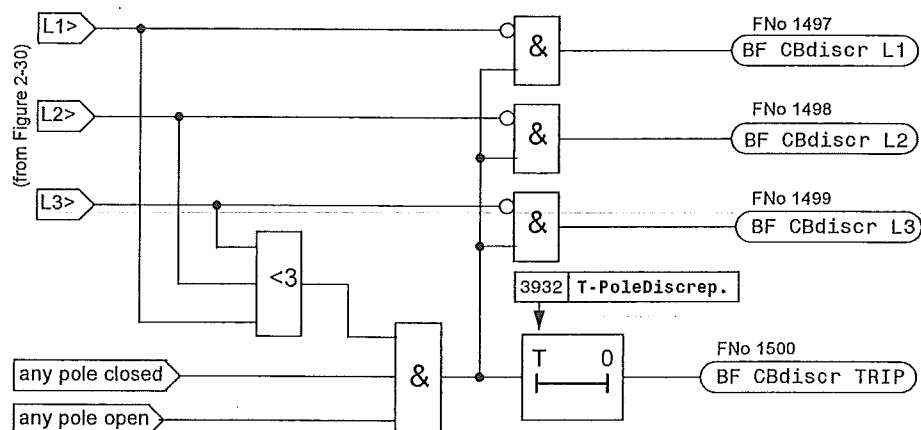 (from Figure 2-30)
L1>
&
FNo 1497
BF CBdiscr L1
L2>
&
FNo 1498
BF CBdiscr L2
L3>
&
FNo 1499
BF CBdiscr L3
<3
3932 T-PoleDiscrep.
any pole closed
any pole open
&
T 0
FNo 1500
BF CBdiscr TRIP